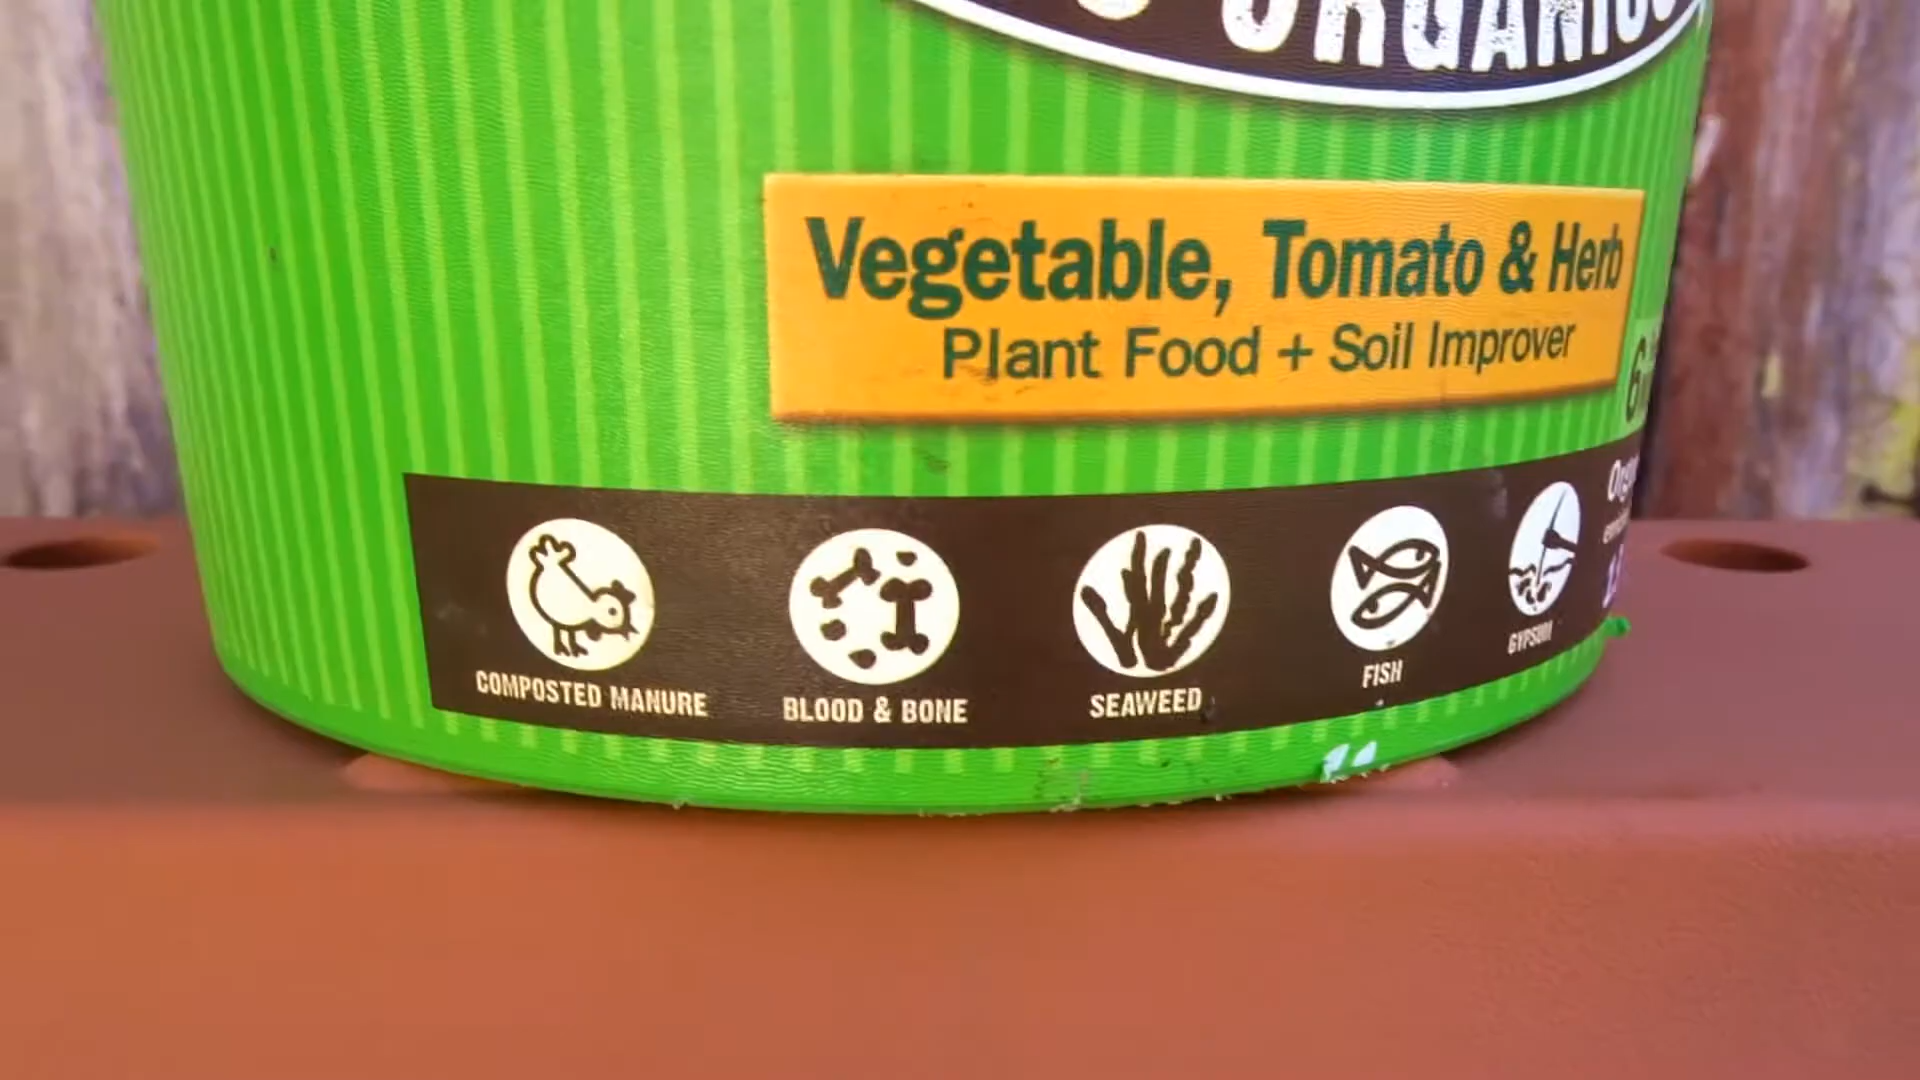 ORGANICS
Vegetable, Tomato & Herb
Plant Food + Soil Improver
COMPOSTED MANURE
BLOOD & BONE
SEAWEED
FISH
GYPSUM